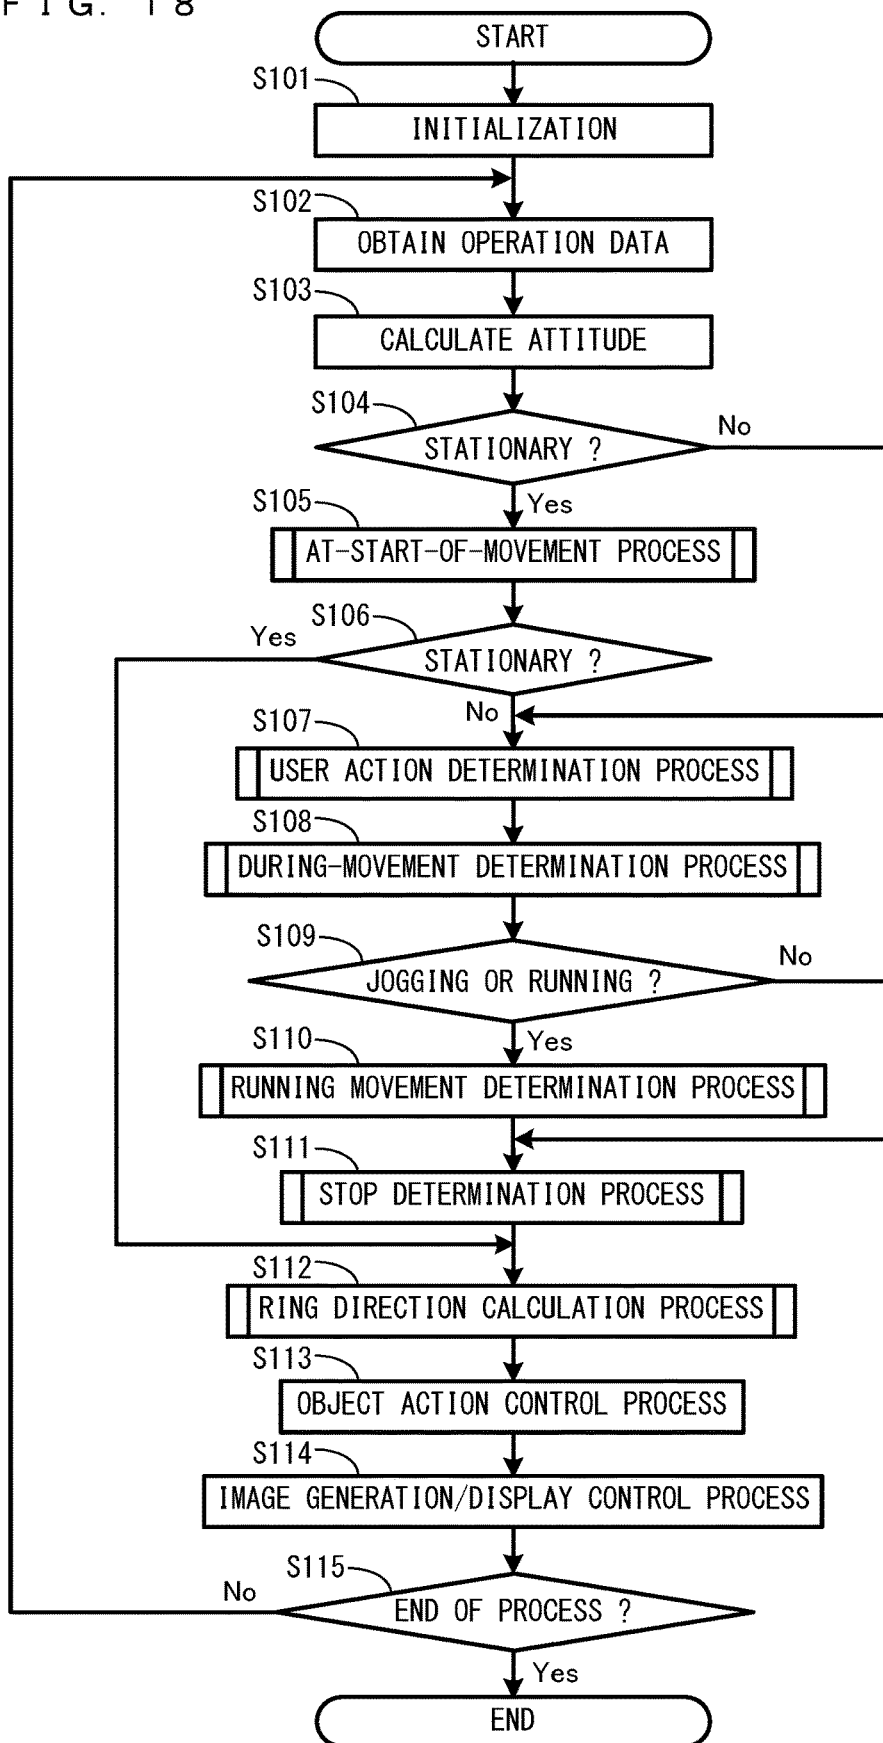 FIG. 18
START
S101
INITIALIZATION
S102
OBTAIN OPERATION DATA
S103
CALCULATE ATTITUDE
S104
STATIONARY ?
No
Yes
S105
AT-START-OF-MOVEMENT PROCESS
S106
Yes
STATIONARY ?
No
S107
USER ACTION DETERMINATION PROCESS
S108
DURING-MOVEMENT DETERMINATION PROCESS
S109
JOGGING OR RUNNING ?
No
Yes
S110
RUNNING MOVEMENT DETERMINATION PROCESS
S111
STOP DETERMINATION PROCESS
S112
RING DIRECTION CALCULATION PROCESS
S113
OBJECT ACTION CONTROL PROCESS
S114
IMAGE GENERATION/DISPLAY CONTROL PROCESS
S115
No
END OF PROCESS ?
Yes
END